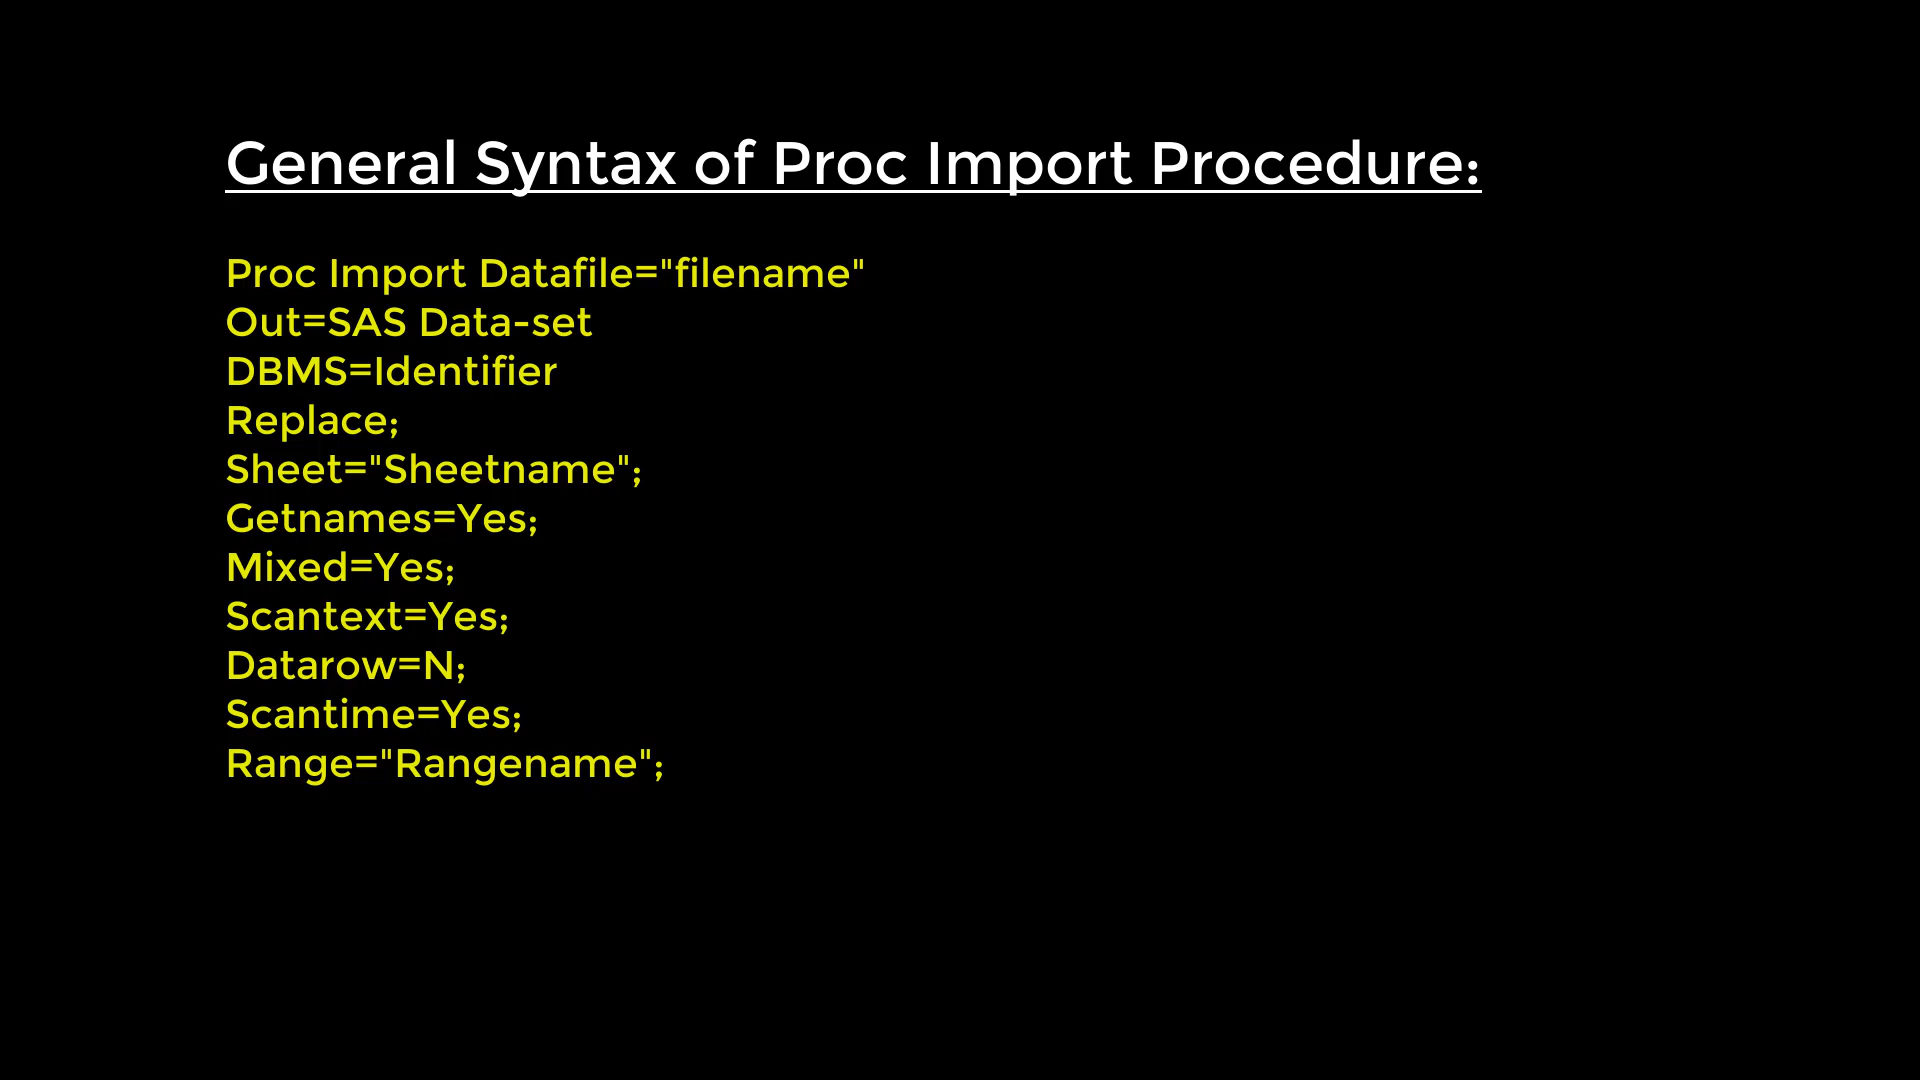 General Syntax of Proc Import Procedure:
Proc Import Datafile="filename"
Out=SAS Data-set
DBMS=Identifier
Replace;
Sheet="Sheetname";
Getnames=Yes;
Mixed=Yes;
Scantext=Yes;
Datarow=N;
Scantime=Yes;
Range="Rangename";